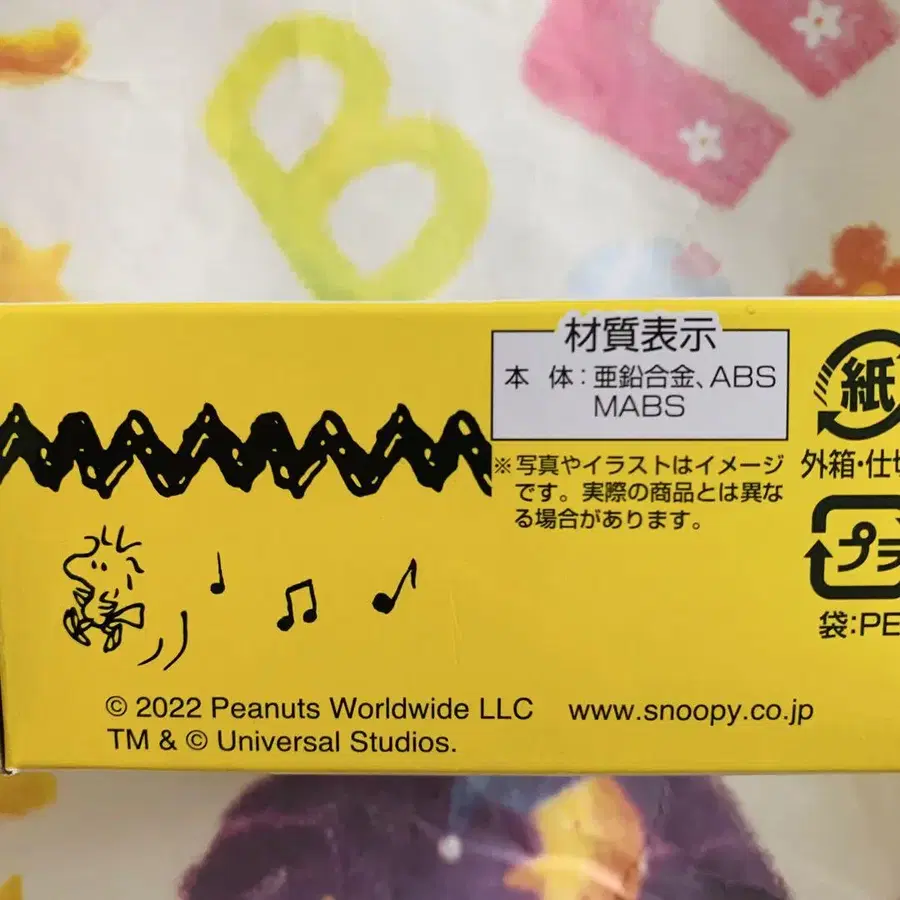 B
材質表示
本 体：亜鉛合金、ABS
MABS
※写真やイラストはイメージ
です。実際の商品とは異な
る場合があります。
紙
外箱・仕切
プラ
袋：PE
© 2022 Peanuts Worldwide LLC www.snoopy.co.jp
TM & © Universal Studios.